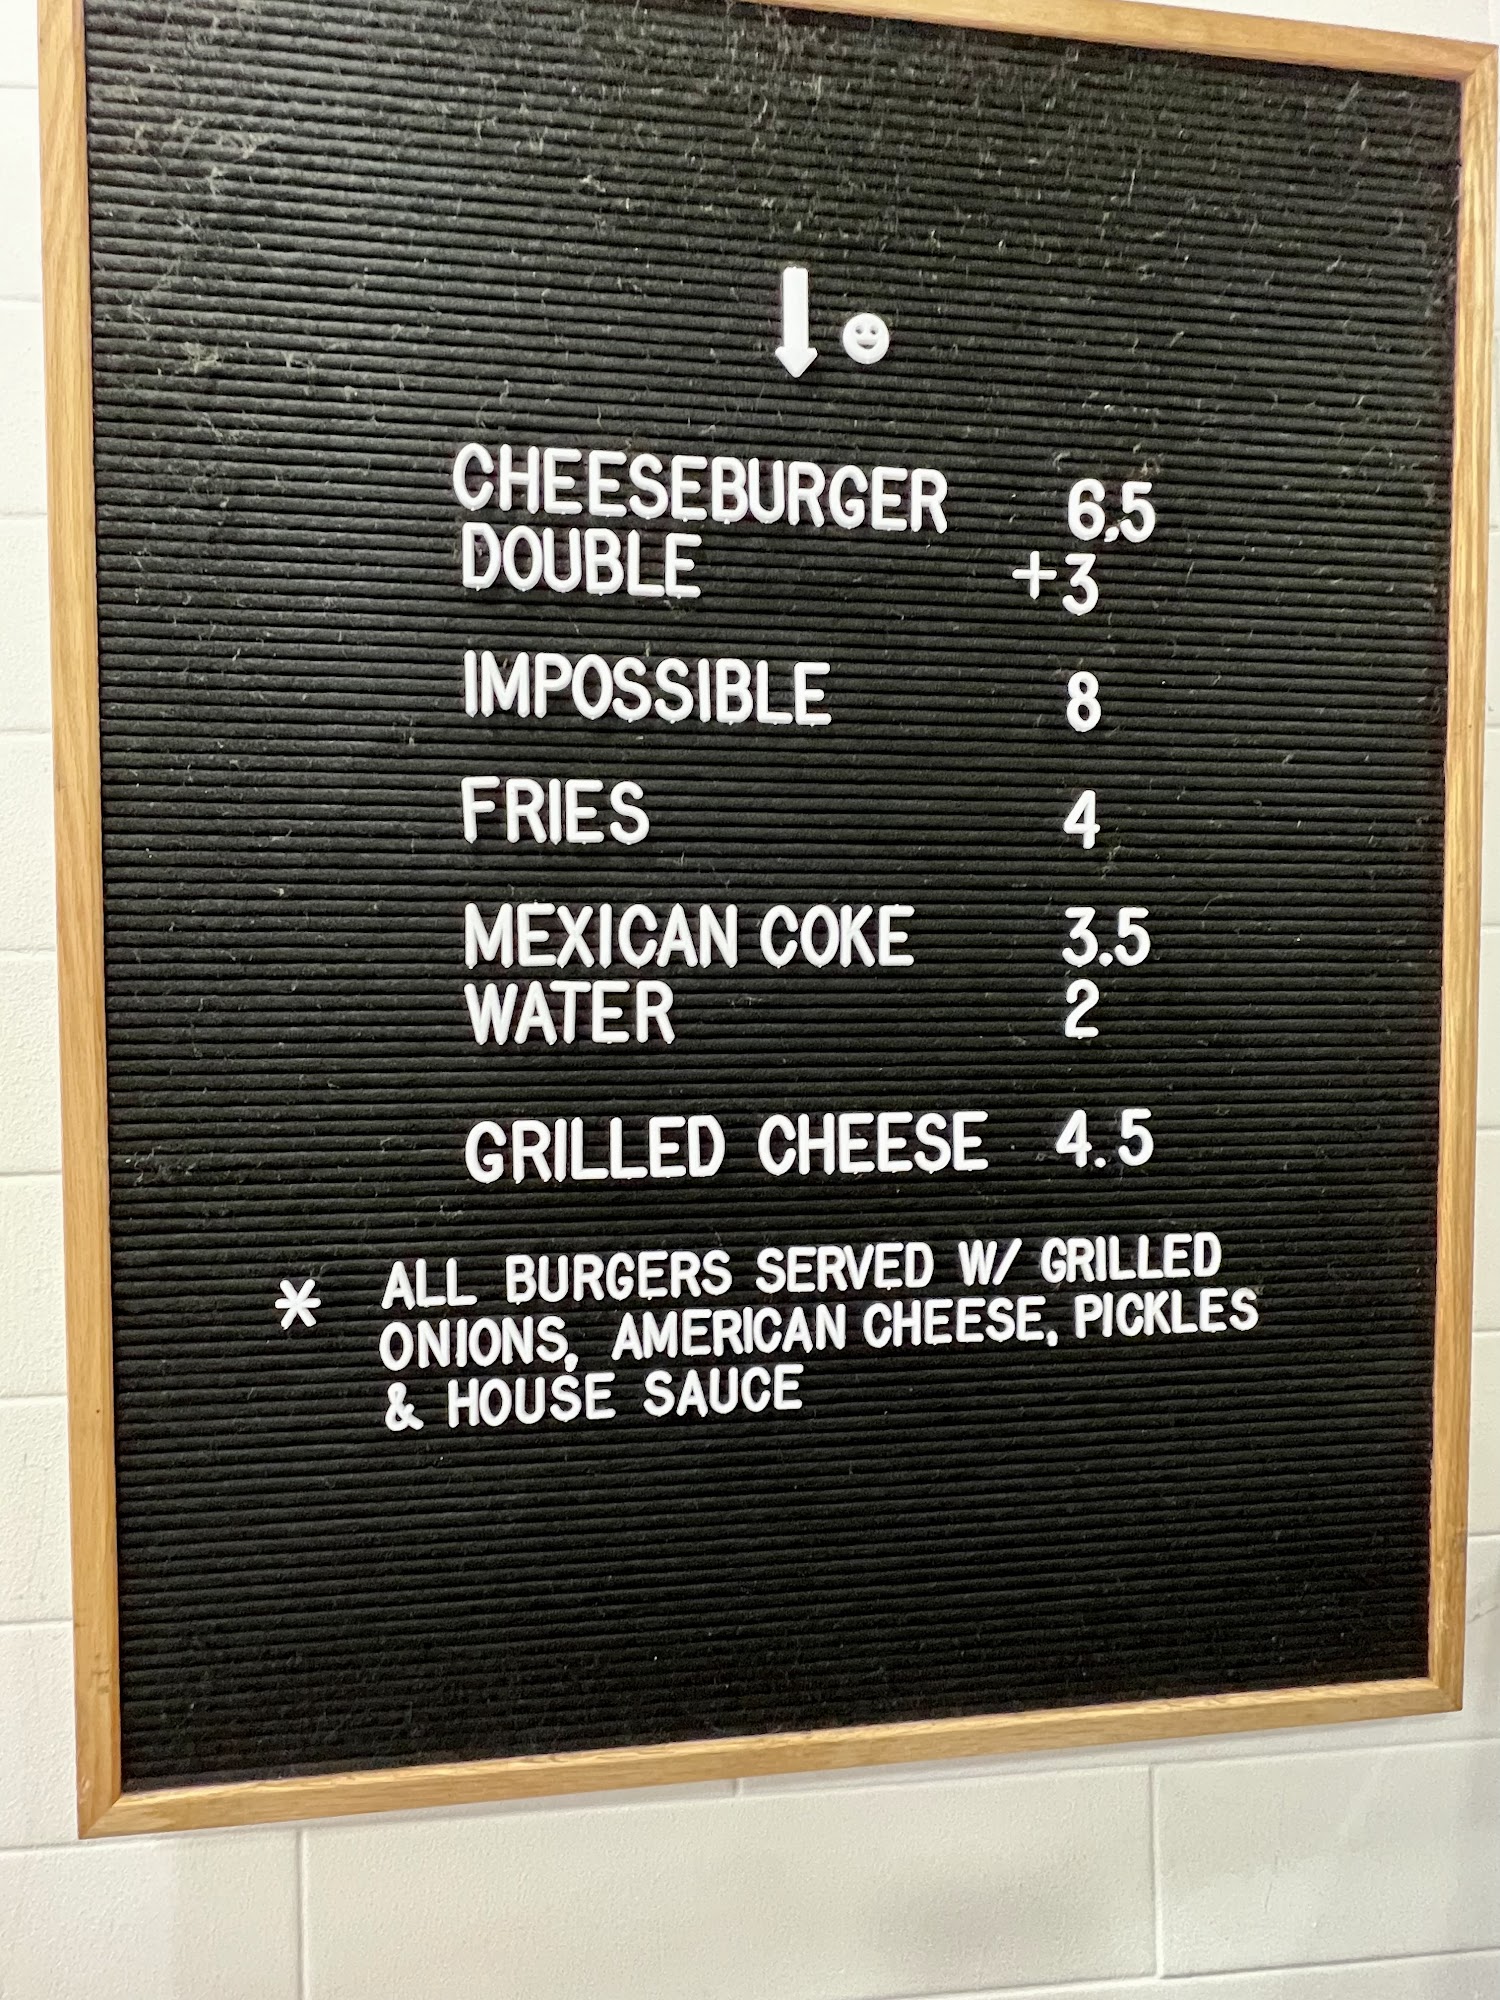 CHEESEBURGER 6,5
DOUBLE +3
IMPOSSIBLE 8
FRIES 4
MEXICAN COKE 3.5
WATER 2
GRILLED CHEESE 4.5
* ALL BURGERS SERVED W/ GRILLED
ONIONS, AMERICAN CHEESE, PICKLES
& HOUSE SAUCE